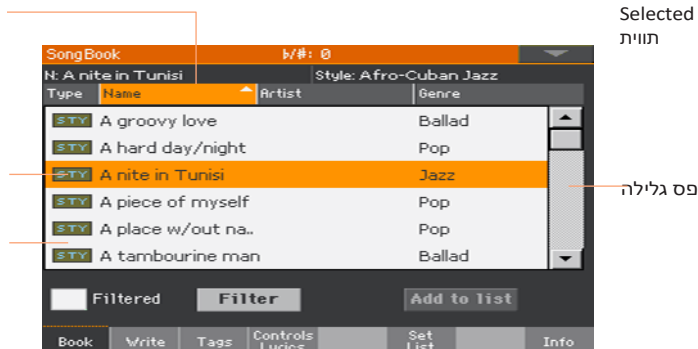 Selected
תווית
SongBook ♭/#: 0
N: A nite in Tunisi Style: Afro-Cuban Jazz
Type Name Artist Genre
STY A groovy love Ballad
STY A hard day/night Pop
STY A nite in Tunisi Jazz
STY A piece of myself Pop
STY A place w/out na.. Pop
STY A tambourine man Ballad
פס גלילה
Filtered Filter Add to list
Book Write Tags Controls Lyrics Set List Info